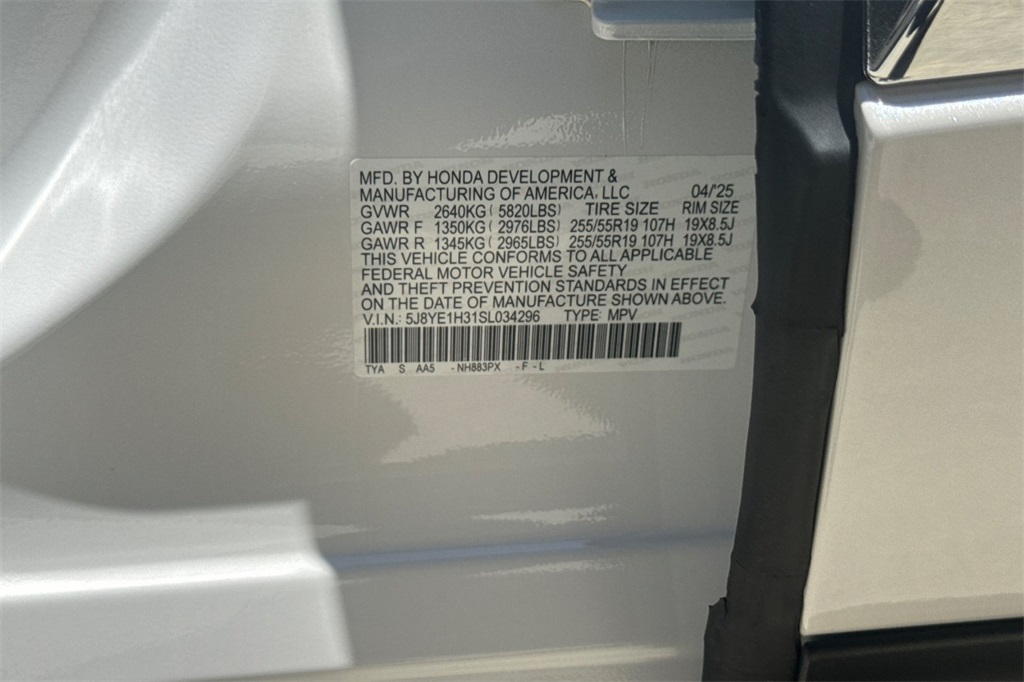 MFD. BY HONDA DEVELOPMENT &
MANUFACTURING OF AMERICA, LLC 04/'25
GVWR 2640KG ( 5820LBS) TIRE SIZE RIM SIZE
GAWR F 1350KG ( 2976LBS) 255/55R19 107H 19X8.5J
GAWR R 1345KG ( 2965LBS) 255/55R19 107H 19X8.5J
THIS VEHICLE CONFORMS TO ALL APPLICABLE
FEDERAL MOTOR VEHICLE SAFETY
AND THEFT PREVENTION STANDARDS IN EFFECT
ON THE DATE OF MANUFACTURE SHOWN ABOVE.
V.I.N.: 5J8YE1H31SL034296 TYPE: MPV
TYA S AA5 -NH883PX -F -L